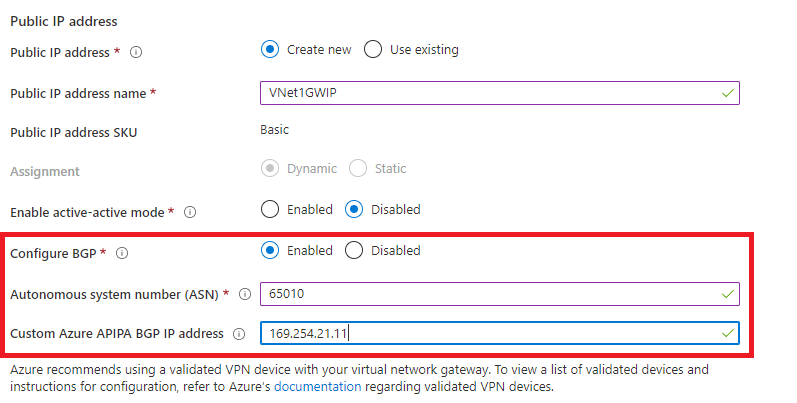 Public IP address
Public IP address * Create new Use existing
Public IP address name * VNet1GWIP
Public IP address SKU Basic
Assignment Dynamic Static
Enable active-active mode * Enabled Disabled
Configure BGP * Enabled Disabled
Autonomous system number (ASN) * 65010
Custom Azure APIPA BGP IP address 169.254.21.11
Azure recommends using a validated VPN device with your virtual network gateway. To view a list of validated devices and
instructions for configuration, refer to Azure's documentation regarding validated VPN devices.